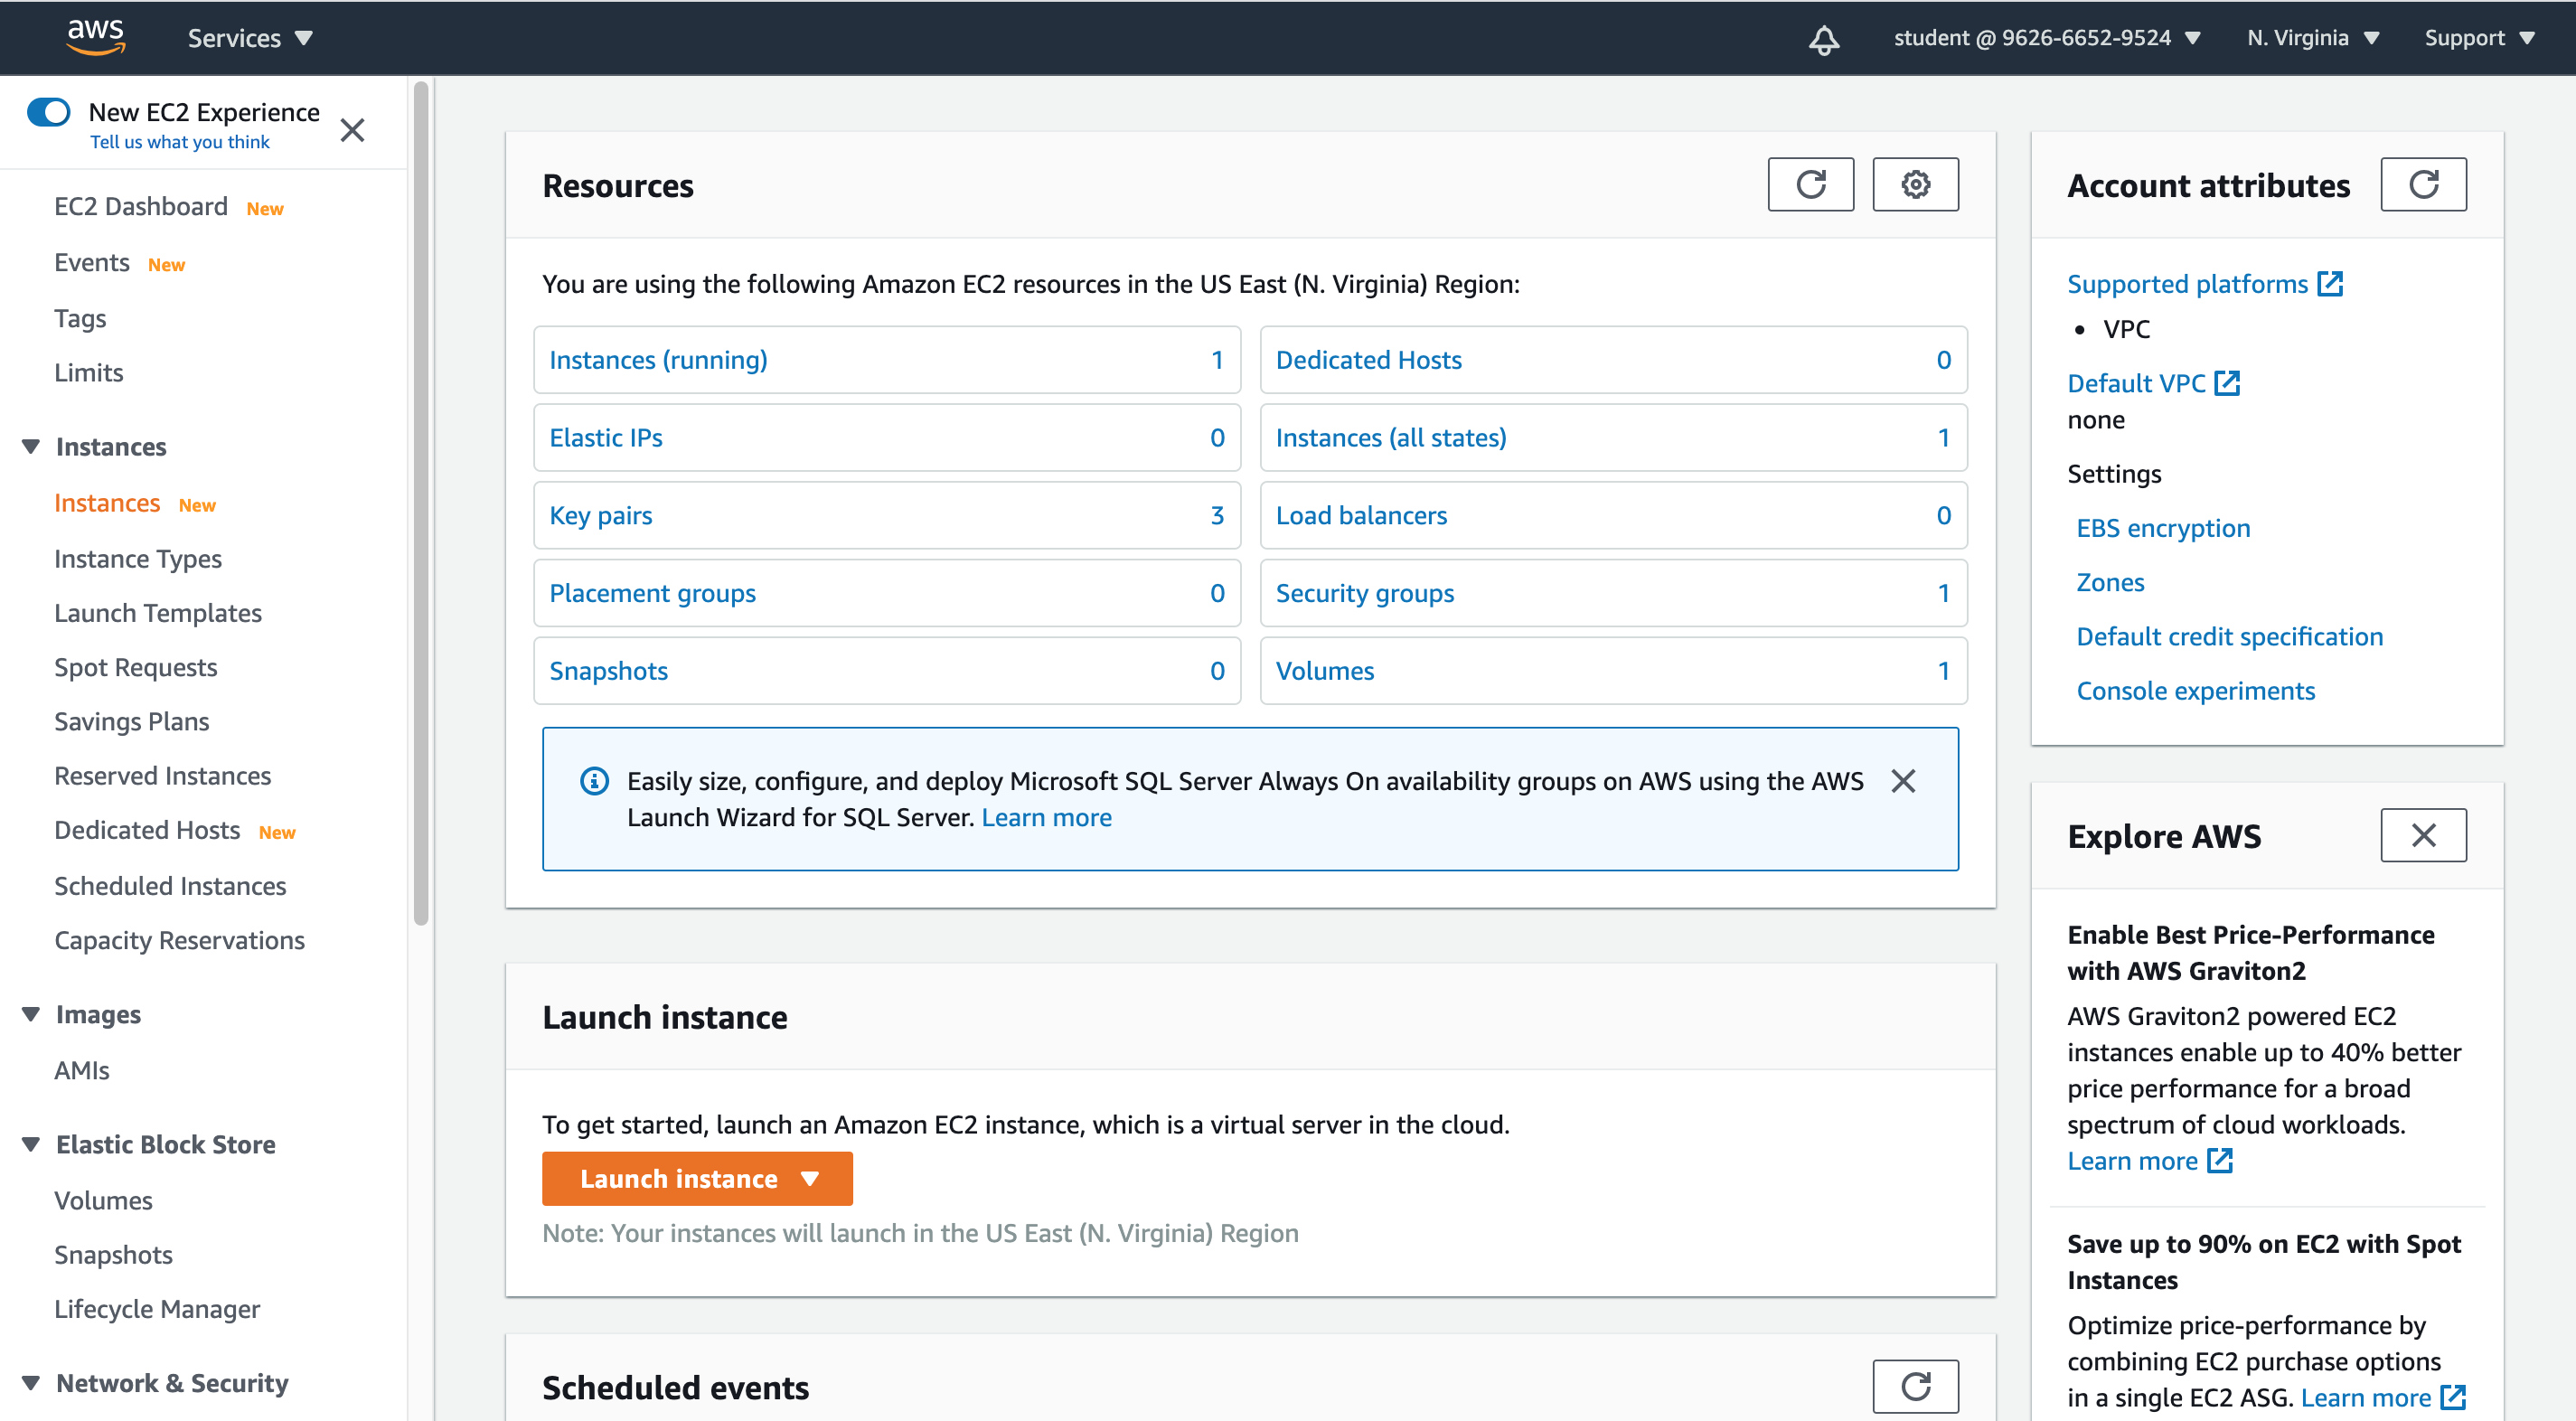 aws
Services
student @ 9626-6652-9524
N. Virginia
Support
New EC2 Experience
Tell us what you think
EC2 Dashboard New
Events New
Tags
Limits
Instances
Instances New
Instance Types
Launch Templates
Spot Requests
Savings Plans
Reserved Instances
Dedicated Hosts New
Scheduled Instances
Capacity Reservations
Images
AMIs
Elastic Block Store
Volumes
Snapshots
Lifecycle Manager
Network & Security
Resources
You are using the following Amazon EC2 resources in the US East (N. Virginia) Region:
Instances (running) 1
Dedicated Hosts 0
Elastic IPs 0
Instances (all states) 1
Key pairs 3
Load balancers 0
Placement groups 0
Security groups 1
Snapshots 0
Volumes 1
Easily size, configure, and deploy Microsoft SQL Server Always On availability groups on AWS using the AWS
Launch Wizard for SQL Server. Learn more
Launch instance
To get started, launch an Amazon EC2 instance, which is a virtual server in the cloud.
Launch instance
Note: Your instances will launch in the US East (N. Virginia) Region
Scheduled events
Account attributes
Supported platforms
• VPC
Default VPC
none
Settings
EBS encryption
Zones
Default credit specification
Console experiments
Explore AWS
Enable Best Price-Performance
with AWS Graviton2
AWS Graviton2 powered EC2
instances enable up to 40% better
price performance for a broad
spectrum of cloud workloads.
Learn more
Save up to 90% on EC2 with Spot
Instances
Optimize price-performance by
combining EC2 purchase options
in a single EC2 ASG. Learn more